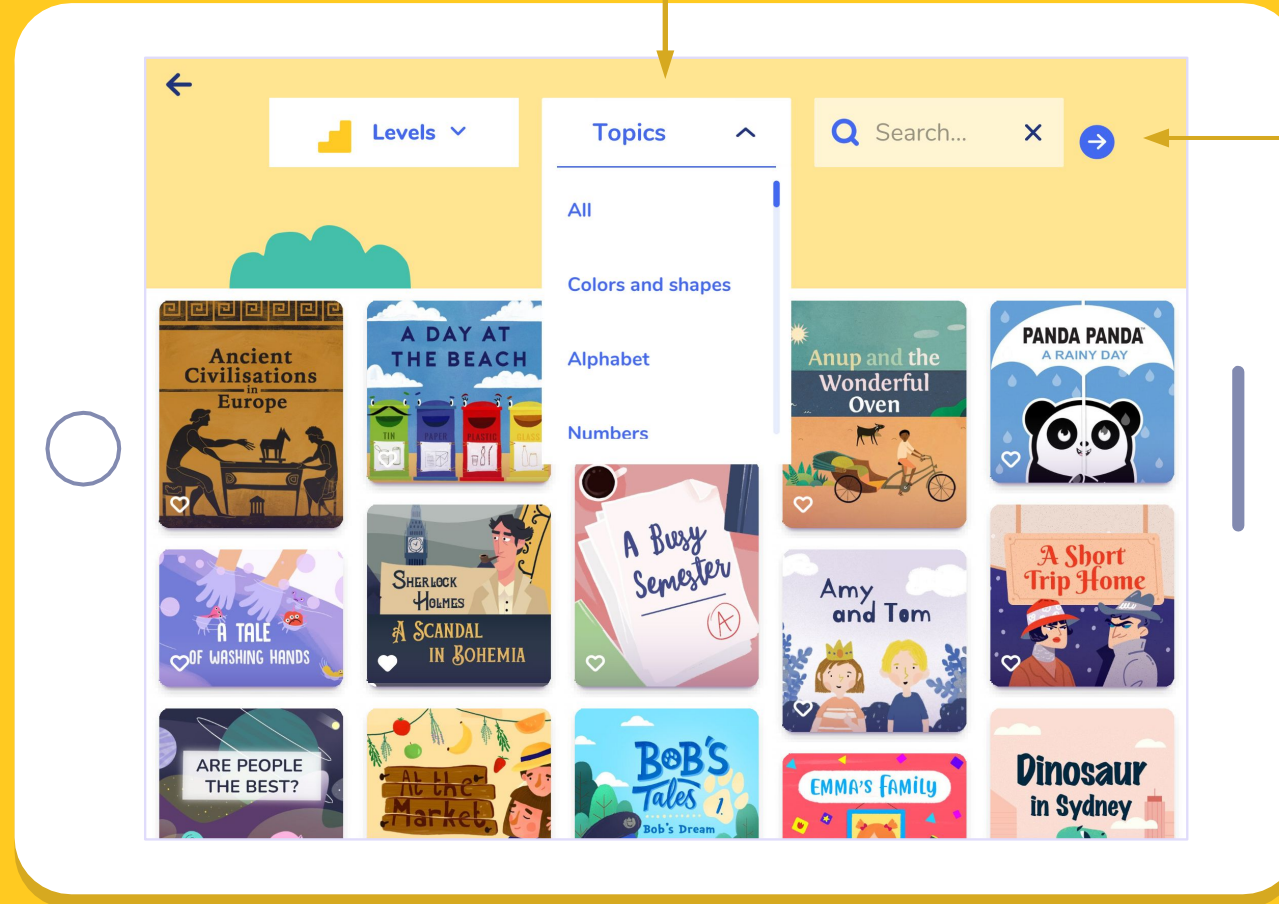 Levels
Topics
Search...
All
Colors and shapes
Alphabet
Numbers
Ancient
Civilisations
in
Europe
A DAY AT
THE BEACH
TIN
PAPER
PLASTIC
GLASS
Anup and the
Wonderful
Oven
PANDA PANDA™
A RAINY DAY
A TALE
OF WASHING HANDS
SHERLOCK
HOLMES
A SCANDAL
IN BOHEMIA
A Busy
Semester
A
Amy
and Tom
A Short
Trip Home
ARE PEOPLE
THE BEST?
At the
Market
BOB'S
Tales
1.
Bob's Dream
EMMA'S FAMILY
Dinosaur
in Sydney